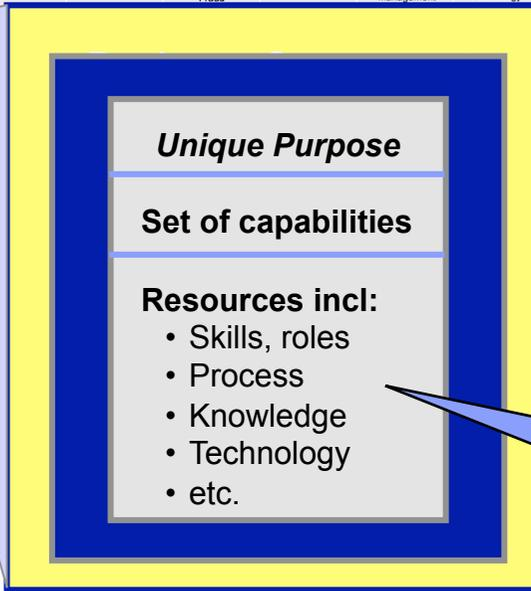 Unique Purpose
Set of capabilities
Resources incl:
• Skills, roles
• Process
• Knowledge
• Technology
• etc.